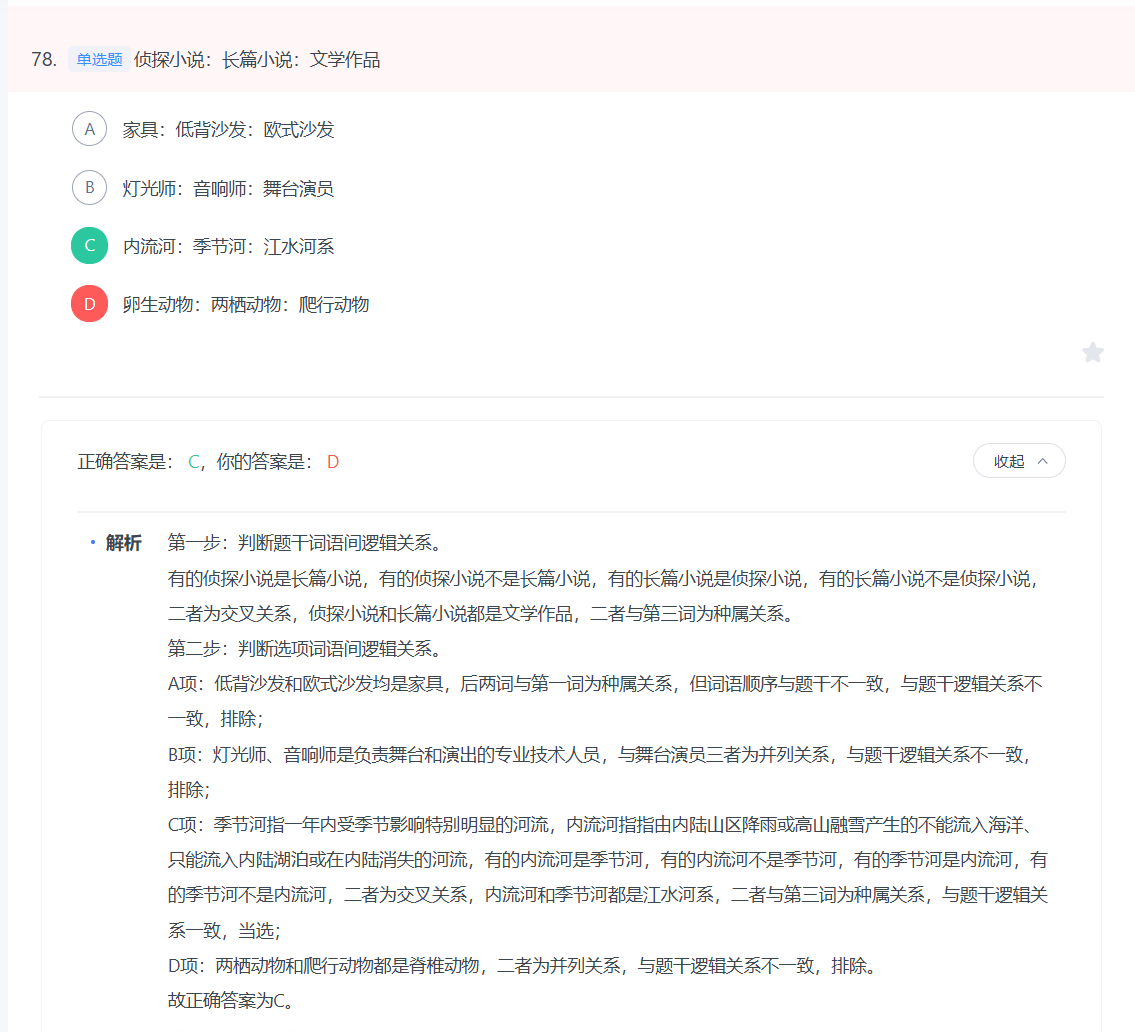 78. 单选题 侦探小说：长篇小说：文学作品
A 家具：低背沙发：欧式沙发
B 灯光师：音响师：舞台演员
C 内流河：季节河：江水河系
D 卵生动物：两栖动物：爬行动物
正确答案是： C，你的答案是： D 收起
• 解析 第一步：判断题干词语间逻辑关系。
有的侦探小说是长篇小说，有的侦探小说不是长篇小说，有的长篇小说是侦探小说，有的长篇小说不是侦探小说，
二者为交叉关系，侦探小说和长篇小说都是文学作品，二者与第三词为种属关系。
第二步：判断选项词语间逻辑关系。
A项：低背沙发和欧式沙发均是家具，后两词与第一词为种属关系，但词语顺序与题干不一致，与题干逻辑关系不
一致，排除；
B项：灯光师、音响师是负责舞台和演出的专业技术人员，与舞台演员三者为并列关系，与题干逻辑关系不一致，
排除；
C项：季节河指一年内受季节影响特别明显的河流，内流河指指由内陆山区降雨或高山融雪产生的不能流入海洋、
只能流入内陆湖泊或在内陆消失的河流，有的内流河是季节河，有的内流河不是季节河，有的季节河是内流河，有
的季节河不是内流河，二者为交叉关系，内流河和季节河都是江水河系，二者与第三词为种属关系，与题干逻辑关
系一致，当选；
D项：两栖动物和爬行动物都是脊椎动物，二者为并列关系，与题干逻辑关系不一致，排除。
故正确答案为C。